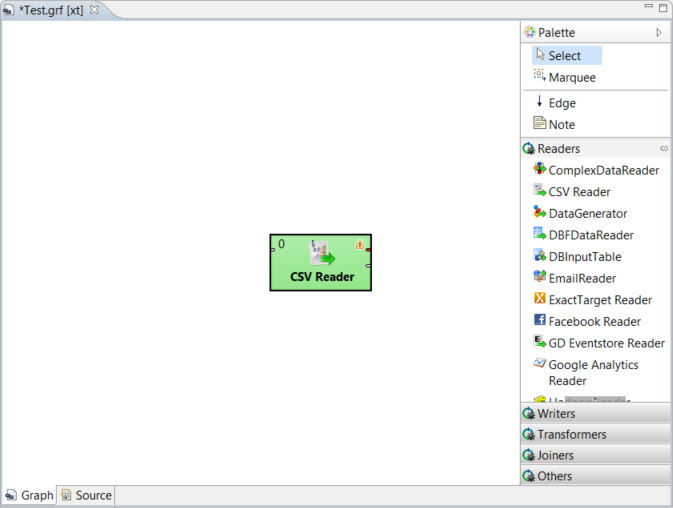 *Test.grf [xt]
Palette
Select
Marquee
Edge
Note
Readers
ComplexDataReader
CSV Reader
DataGenerator
DBFDataReader
DBInputTable
EmailReader
ExactTarget Reader
Facebook Reader
GD Eventstore Reader
Google Analytics
Reader
Writers
Transformers
Joiners
Others
0
CSV Reader
Graph
Source